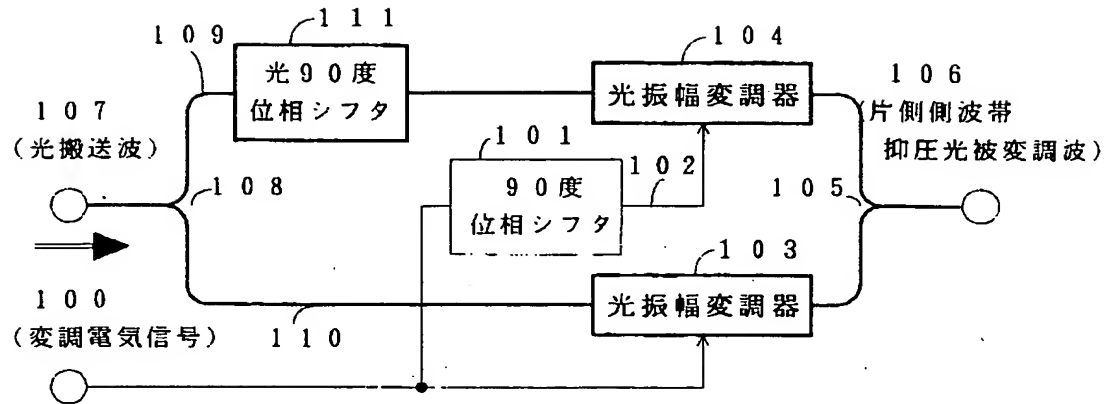 111
109
光90度
位相シフタ
104
光振幅変調器
106
(片側側波帯
抑圧光被変調波)
107
(光搬送波)
108
101
90度
位相シフタ
102
105
103
光振幅変調器
100
(変調電気信号)
110